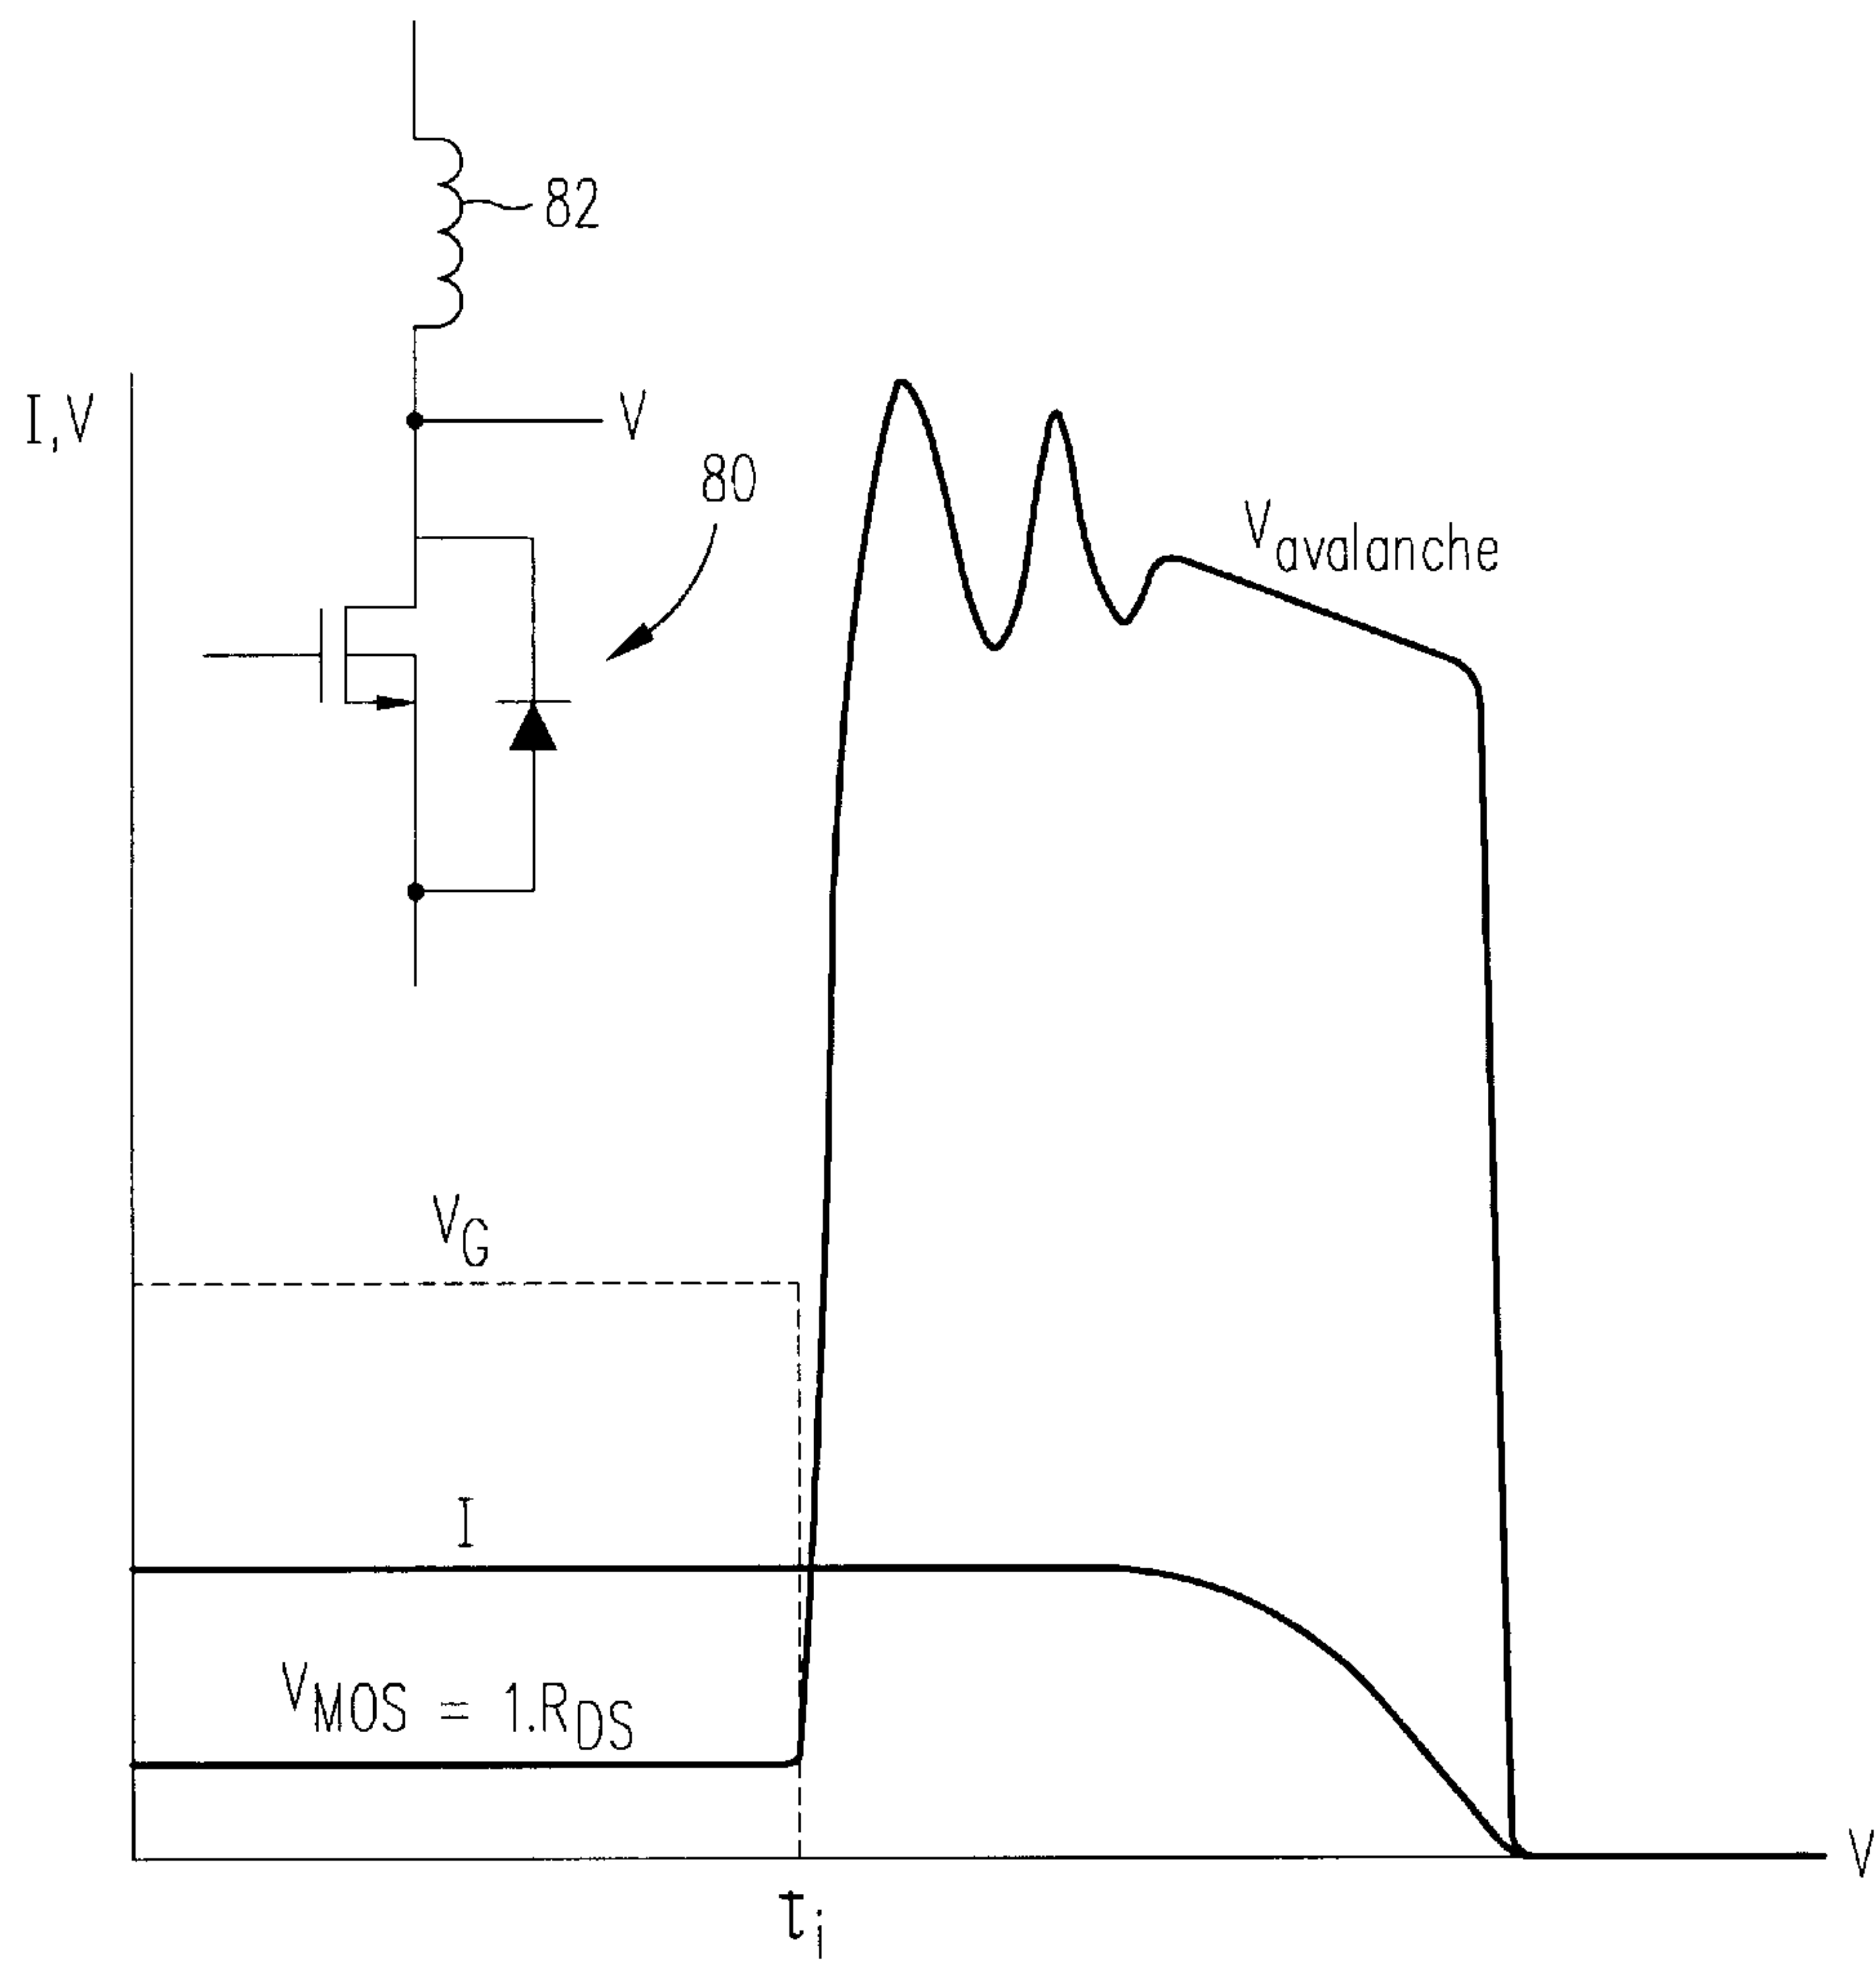 82
I,V
V
80
Vavalanche
VG
I
VMOS = 1.RDS
V
ti